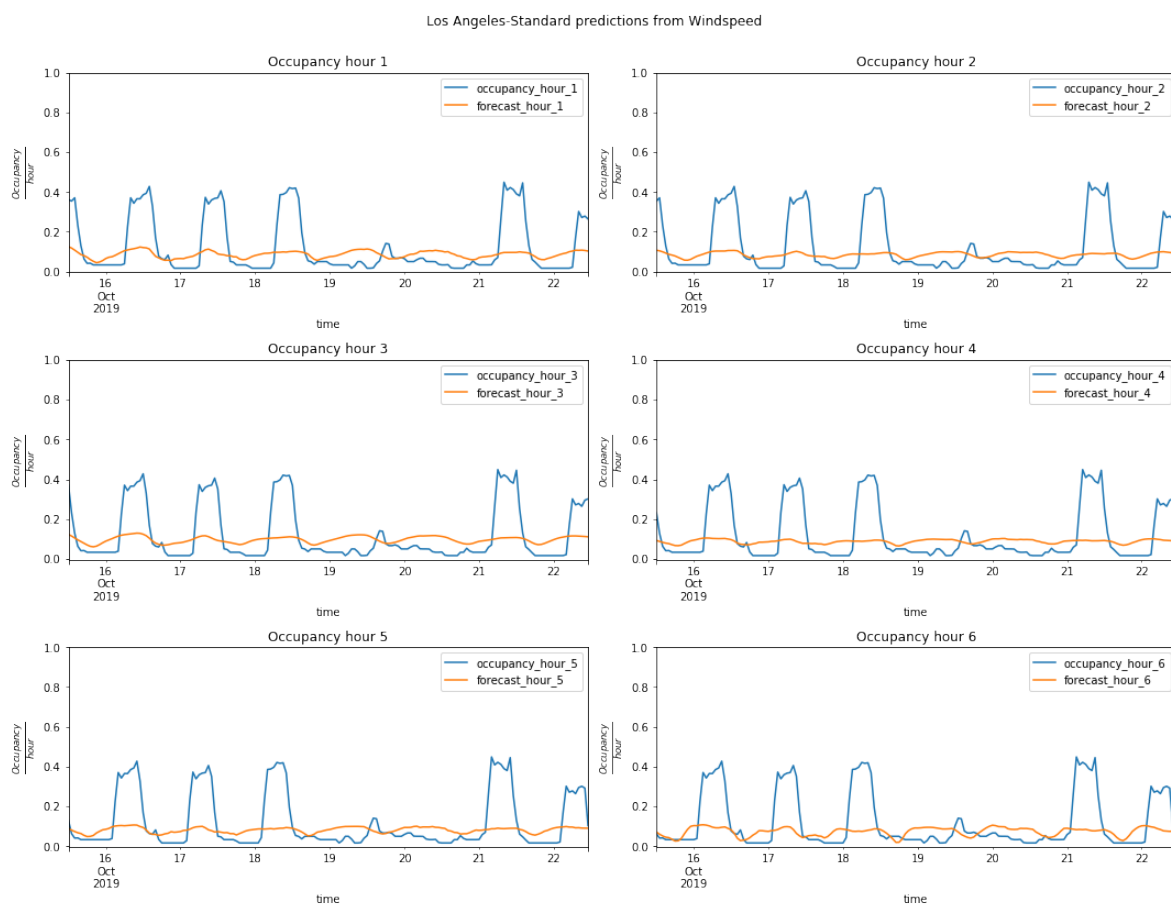 Los Angeles-Standard predictions from Windspeed
Occupancy hour 1
1.0
0.8
0.6
0.4
0.2
0.0
Occupancy
hour
occupancy_hour_1
forecast_hour_1
16 17 18 19 20 21 22
Oct
2019
time
Occupancy hour 2
1.0
0.8
0.6
0.4
0.2
0.0
Occupancy
hour
occupancy_hour_2
forecast_hour_2
16 17 18 19 20 21 22
Oct
2019
time
Occupancy hour 3
1.0
0.8
0.6
0.4
0.2
0.0
Occupancy
hour
occupancy_hour_3
forecast_hour_3
16 17 18 19 20 21 22
Oct
2019
time
Occupancy hour 4
1.0
0.8
0.6
0.4
0.2
0.0
Occupancy
hour
occupancy_hour_4
forecast_hour_4
16 17 18 19 20 21 22
Oct
2019
time
Occupancy hour 5
1.0
0.8
0.6
0.4
0.2
0.0
Occupancy
hour
occupancy_hour_5
forecast_hour_5
16 17 18 19 20 21 22
Oct
2019
time
Occupancy hour 6
1.0
0.8
0.6
0.4
0.2
0.0
Occupancy
hour
occupancy_hour_6
forecast_hour_6
16 17 18 19 20 21 22
Oct
2019
time